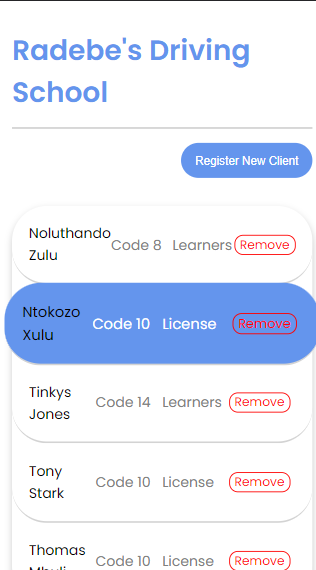 Radebe's Driving
School
Register New Client
Noluthando
Zulu
Code 8 Learners Remove
Ntokozo
Xulu
Code 10 License Remove
Tinkys
Jones
Code 14 Learners Remove
Tony
Stark
Code 10 License Remove
Thomas
Code 10 License Remove